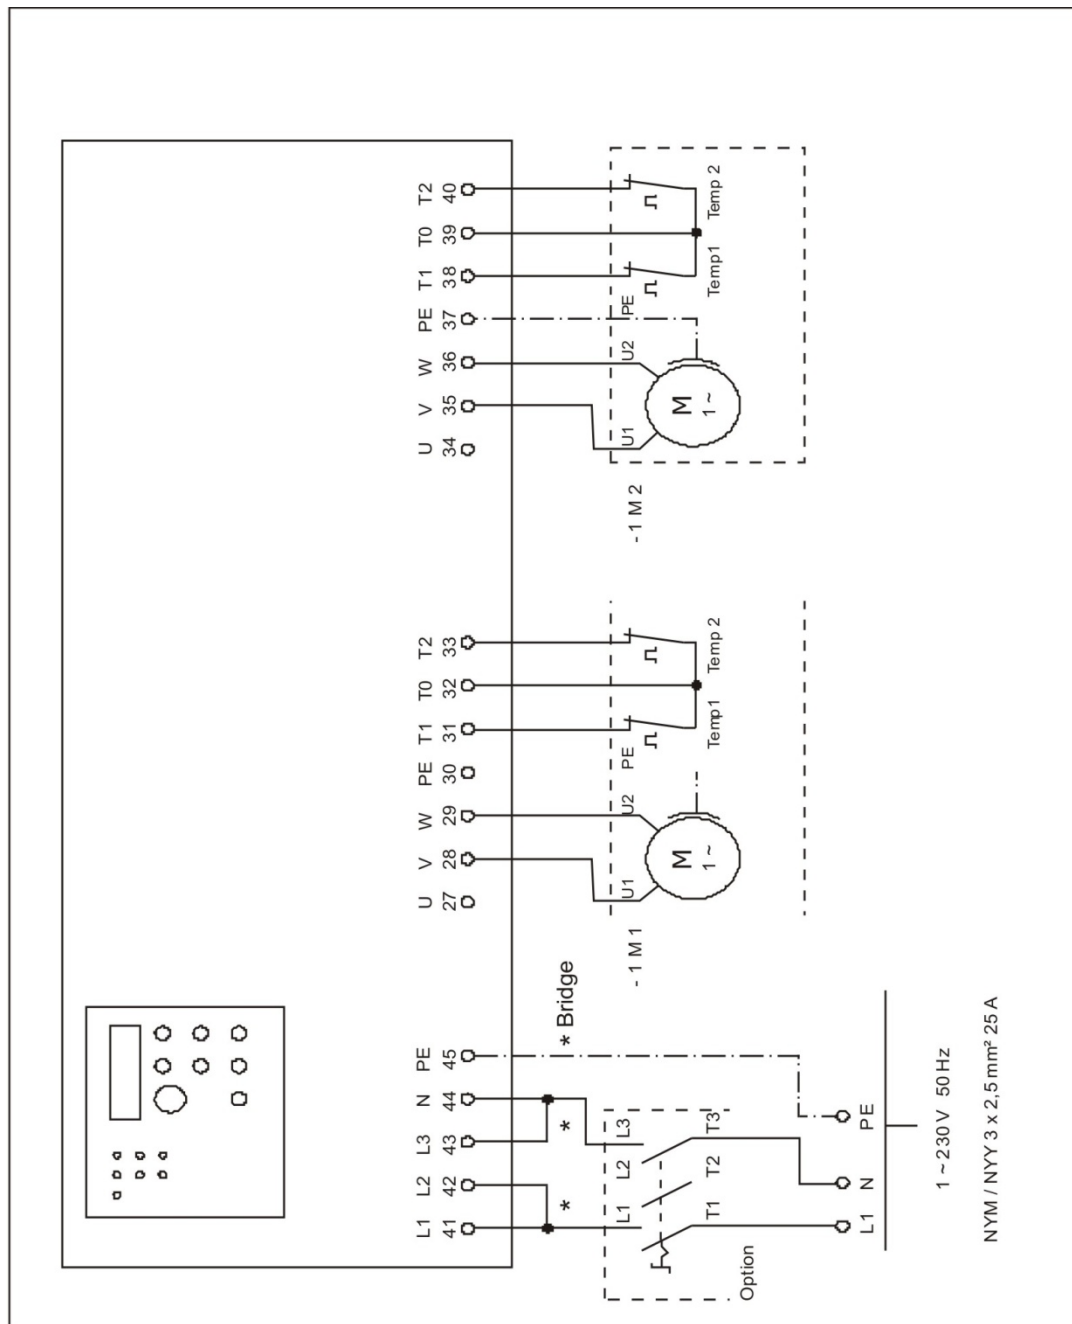 L1 L2 L3 N PE
41 42 43 44 45
U V W PE T1 T0 T2
27 28 29 30 31 32 33
U V W PE T1 T0 T2
34 35 36 37 38 39 40
* Bridge
* *
L1 L2 L3
T1 T2 T3
Option
- 1 M 1
U1 U2 PE
M
1 ~
Temp1 Temp 2
- 1 M 2
U1 U2 PE
M
1 ~
Temp1 Temp 2
L1 N PE
1 ~ 230 V 50 Hz
NYM / NYY 3 x 2,5 mm² 25 A